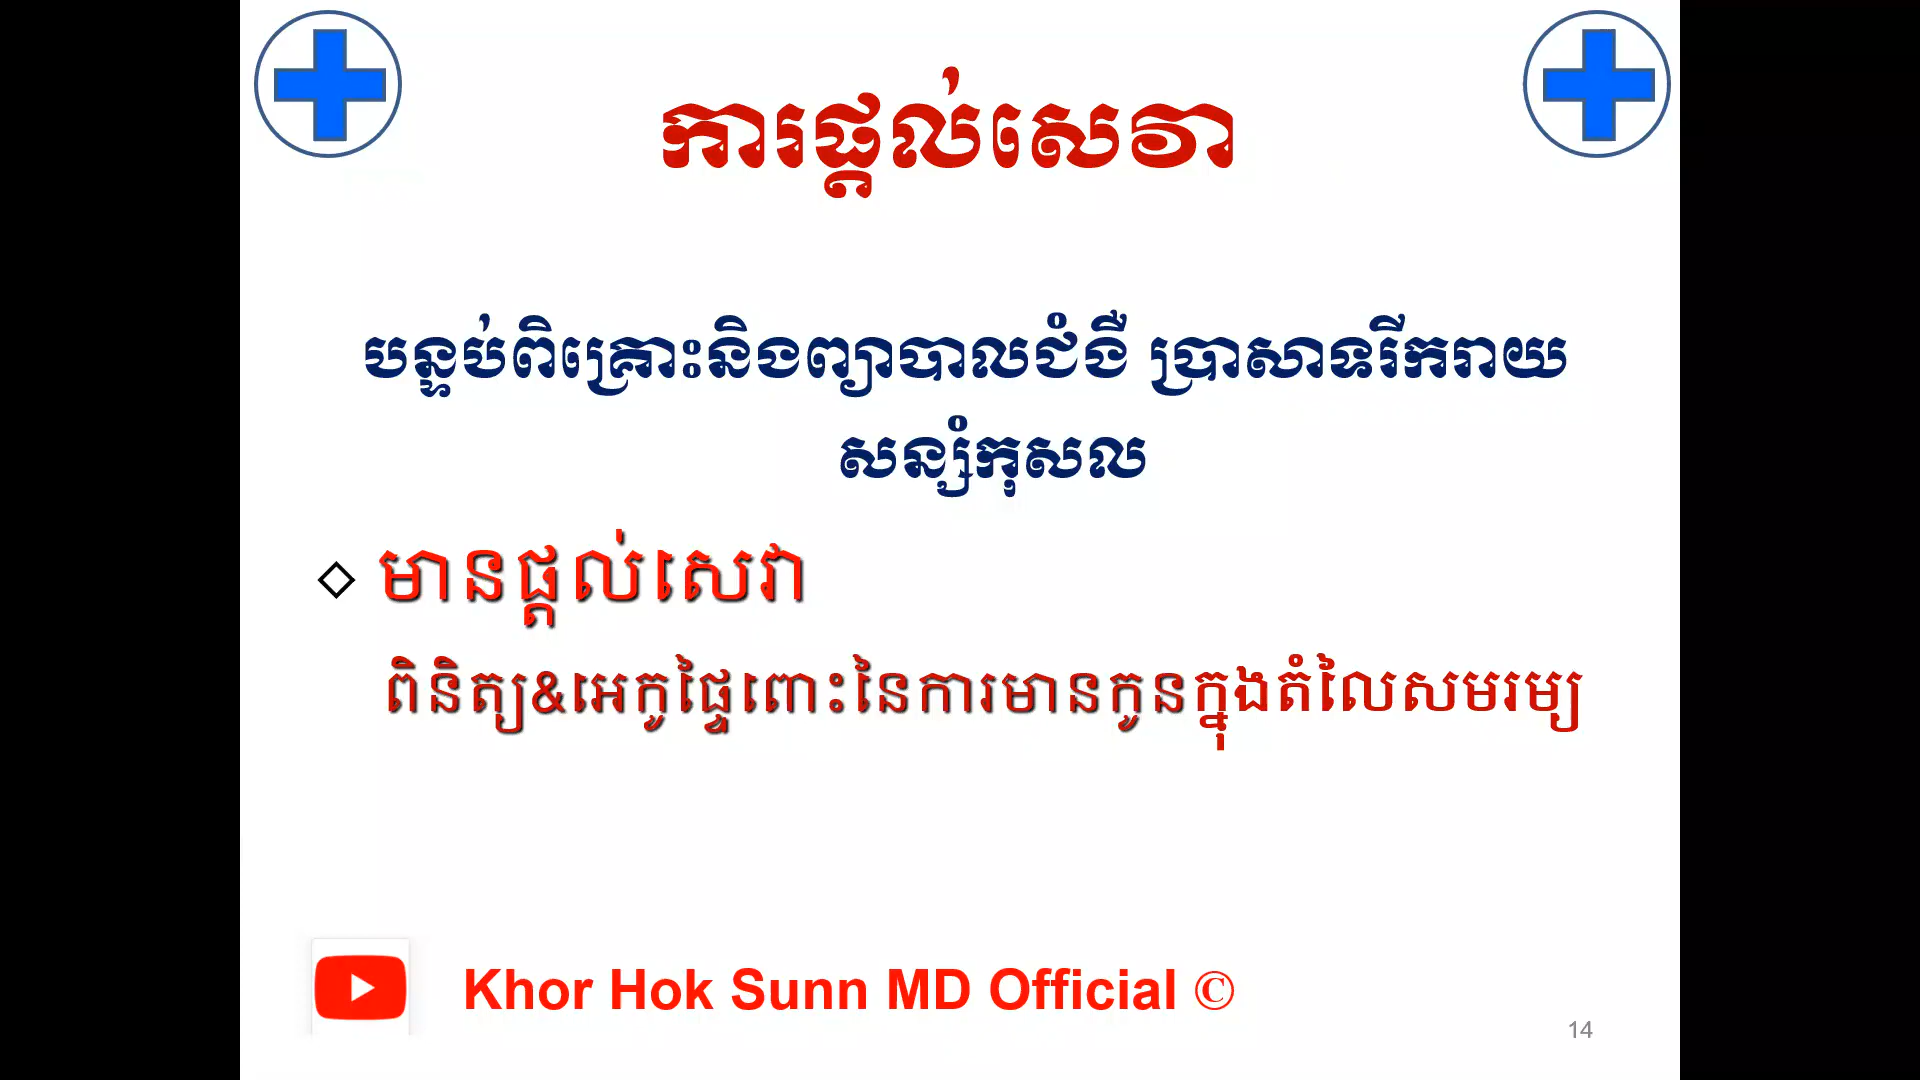 ការផ្តល់សេវា
បន្ទប់ពិគ្រោះនិងព្យាបាលជំងឺ ប្រាសាទរីករាយ
សន្សំកុសល
មានផ្តល់សេវា
ពិនិត្យ&អេកូផ្ទៃពោះនៃការមានកូនក្នុងតំលៃសមរម្យ
Khor Hok Sunn MD Official ©
14